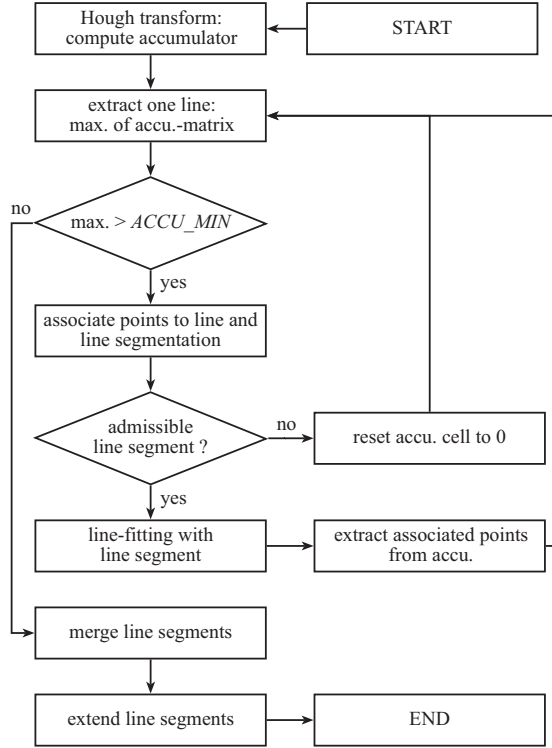 Hough transform:
compute accumulator
START
extract one line:
max. of accu.-matrix
no
max. > ACCU_MIN
yes
associate points to line and
line segmentation
admissible
line segment ?
no
reset accu. cell to 0
yes
line-fitting with
line segment
extract associated points
from accu.
merge line segments
extend line segments
END